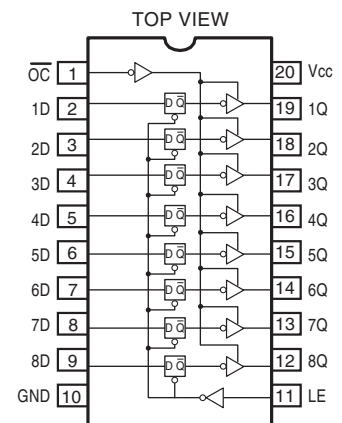 TOP VIEW
O̅C̅ 1 20 Vcc
1D 2 D Q̅ 19 1Q
2D 3 D Q̅ 18 2Q
3D 4 D Q̅ 17 3Q
4D 5 D Q̅ 16 4Q
5D 6 D Q̅ 15 5Q
6D 7 D Q̅ 14 6Q
7D 8 D Q̅ 13 7Q
8D 9 D Q̅ 12 8Q
GND 10 11 LE